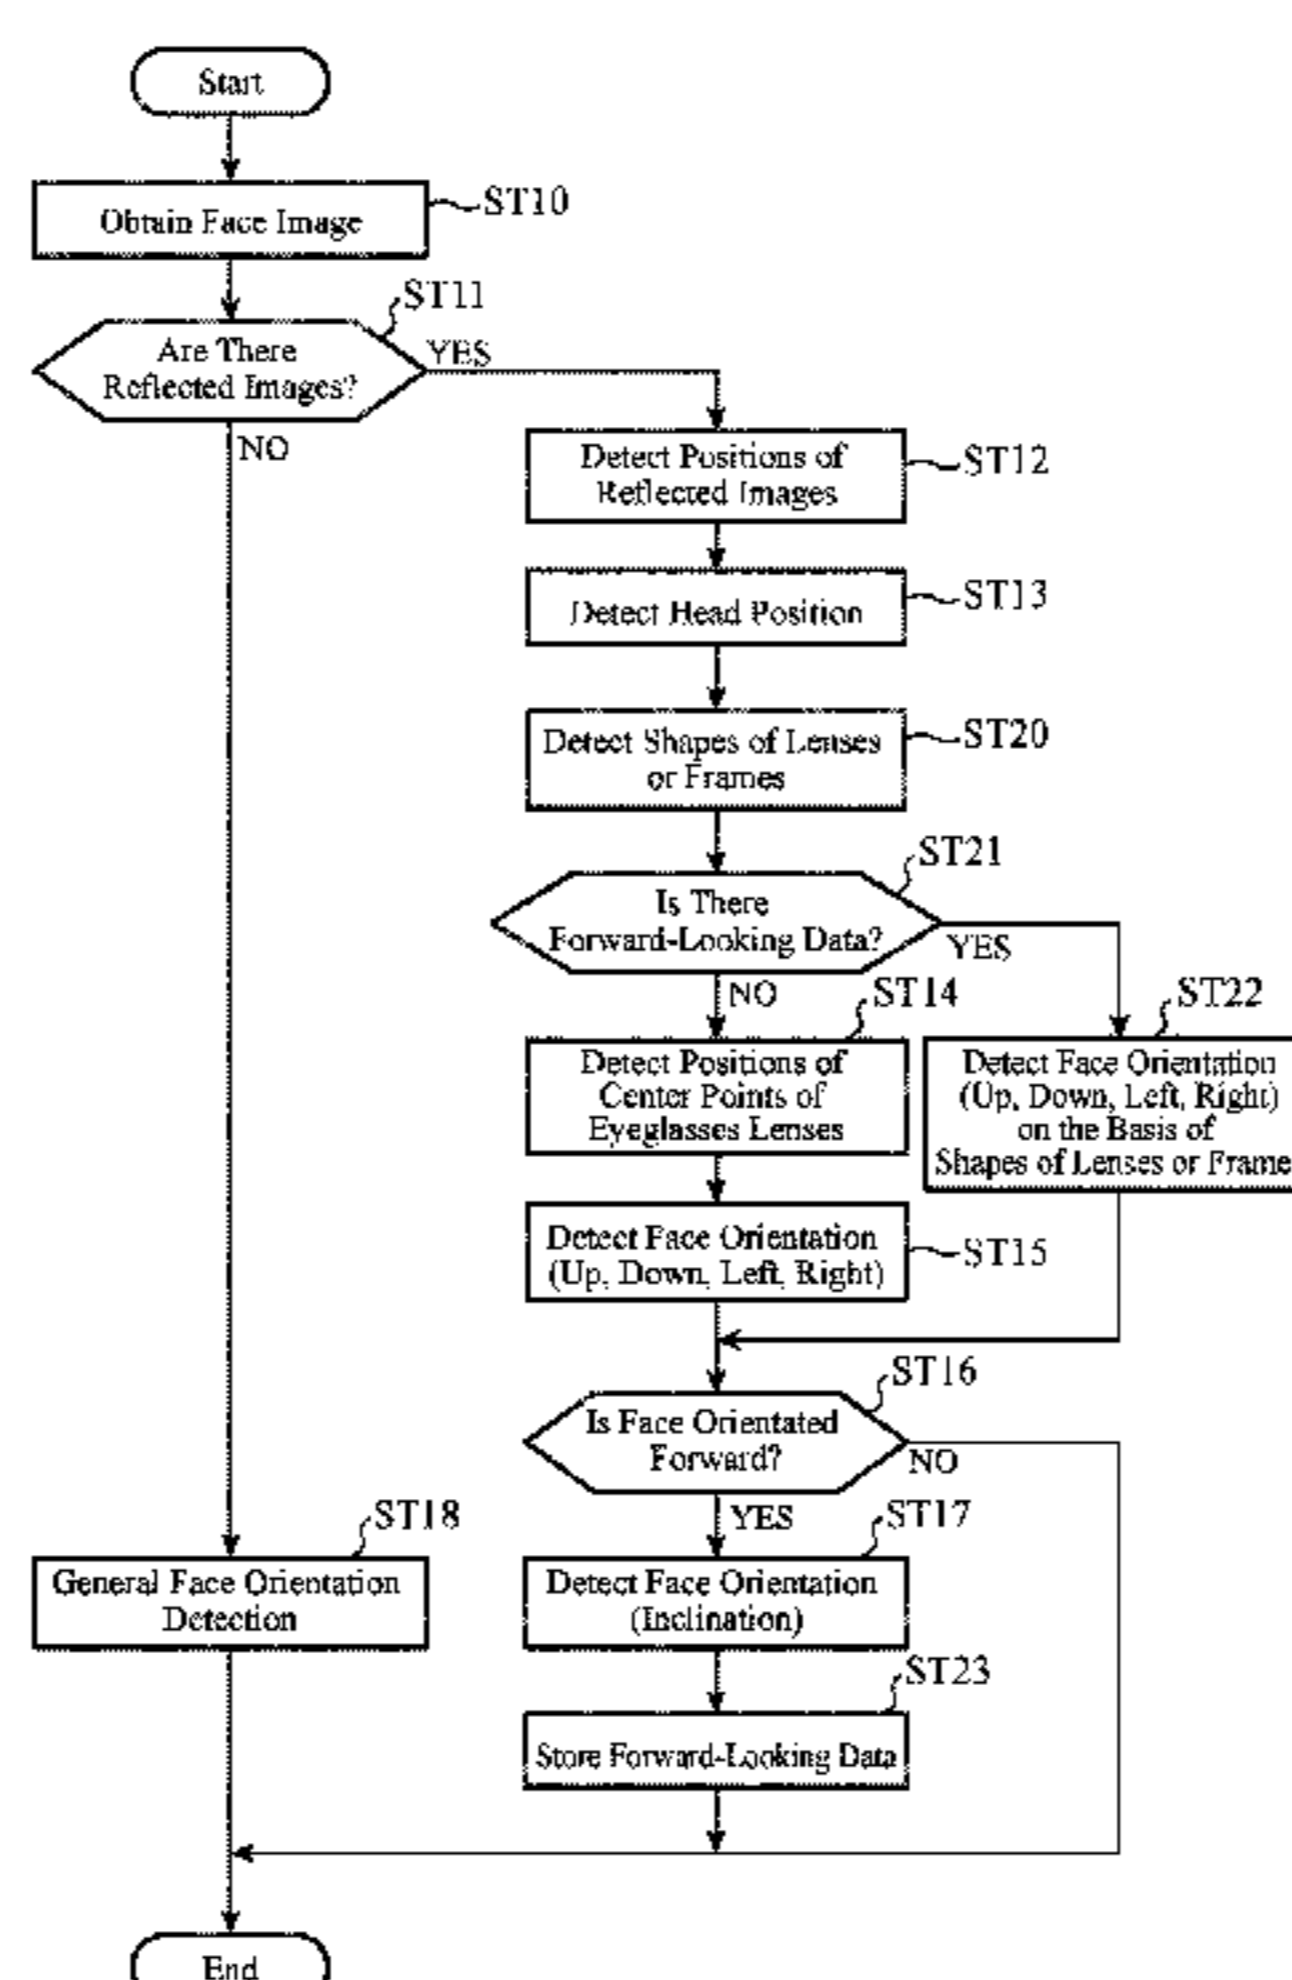 Start
Obtain Face Image
ST10
ST11
Are There
Reflected Images?
YES
NO
Detect Positions of
Reflected Images
ST12
Detect Head Position
ST13
Detect Shapes of Lenses
or Frames
ST20
ST21
Is There
Forward-Looking Data?
YES
NO
ST14
Detect Positions of
Center Points of
Eyeglasses Lenses
ST22
Detect Face Orientation
(Up, Down, Left, Right)
on the Basis of
Shapes of Lenses or Frame
Detect Face Orientation
(Up, Down, Left, Right)
ST15
ST16
Is Face Orientated
Forward?
NO
YES
ST18
General Face Orientation
Detection
ST17
Detect Face Orientation
(Inclination)
ST23
Store Forward-Looking Data
End